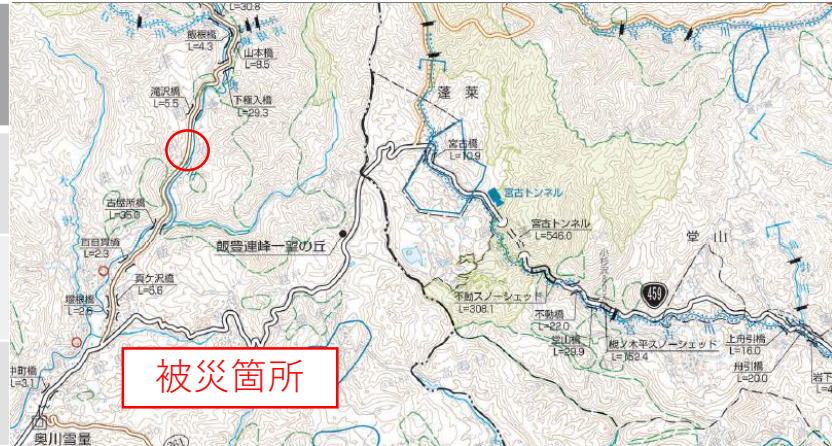 L=30.8
飯根橋
L=4.3
山本橋
L=8.5
滝沢橋
L=5.5
下極入橋
L=29.3
蓬莱
宮古橋
L=10.9
宮古トンネル
宮古トンネル
L=546.0
古屋所橋
L=35.0
百目貫橋
L=2.3
飯豊連峰一望の丘
堂山
真ケ沢橋
L=5.6
堰根橋
L=2.6
不動スノーシェッド
L=308.1
459
不動橋
L=22.0
堂山橋
L=29.9
樹ノ木平スノーシェッド
L=152.4
上舟引橋
L=16.0
舟引橋
L=20.0
岩下
中町橋
L=3.1
被災箇所
奥川雪量